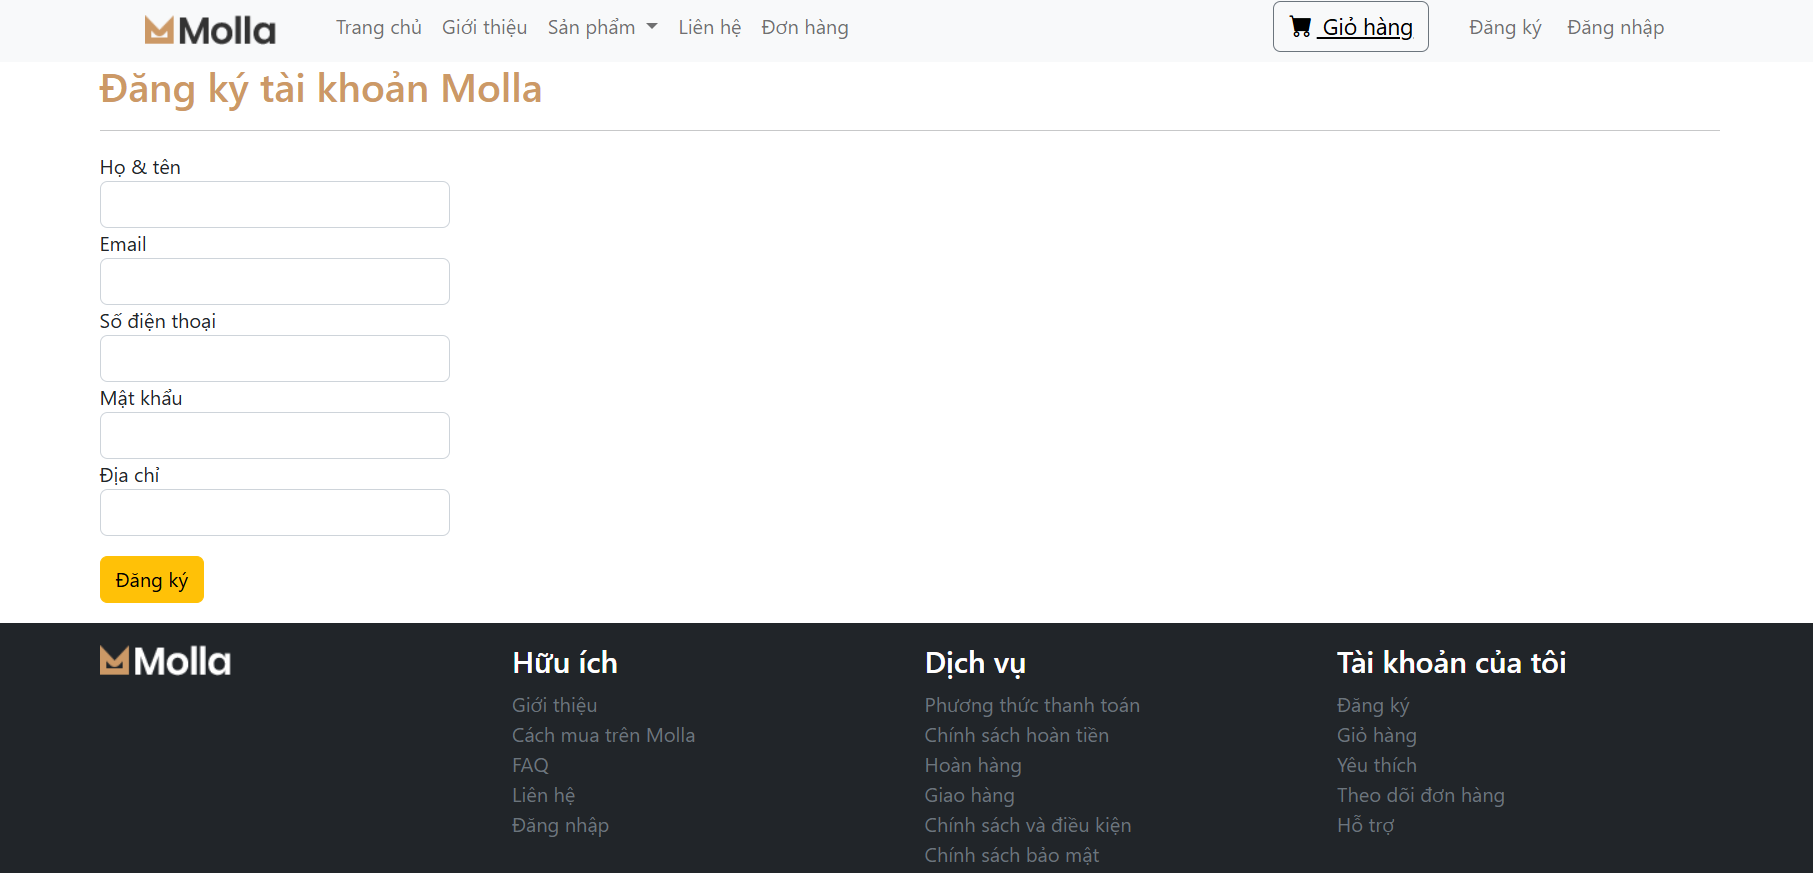 Molla Trang chủ Giới thiệu Sản phẩm Liên hệ Đơn hàng Giỏ hàng Đăng ký Đăng nhập
Đăng ký tài khoản Molla
Họ & tên
Email
Số điện thoại
Mật khẩu
Địa chỉ
Đăng ký
Molla
Hữu ích
Giới thiệu
Cách mua trên Molla
FAQ
Liên hệ
Đăng nhập
Dịch vụ
Phương thức thanh toán
Chính sách hoàn tiền
Hoàn hàng
Giao hàng
Chính sách và điều kiện
Chính sách bảo mật
Tài khoản của tôi
Đăng ký
Giỏ hàng
Yêu thích
Theo dõi đơn hàng
Hỗ trợ